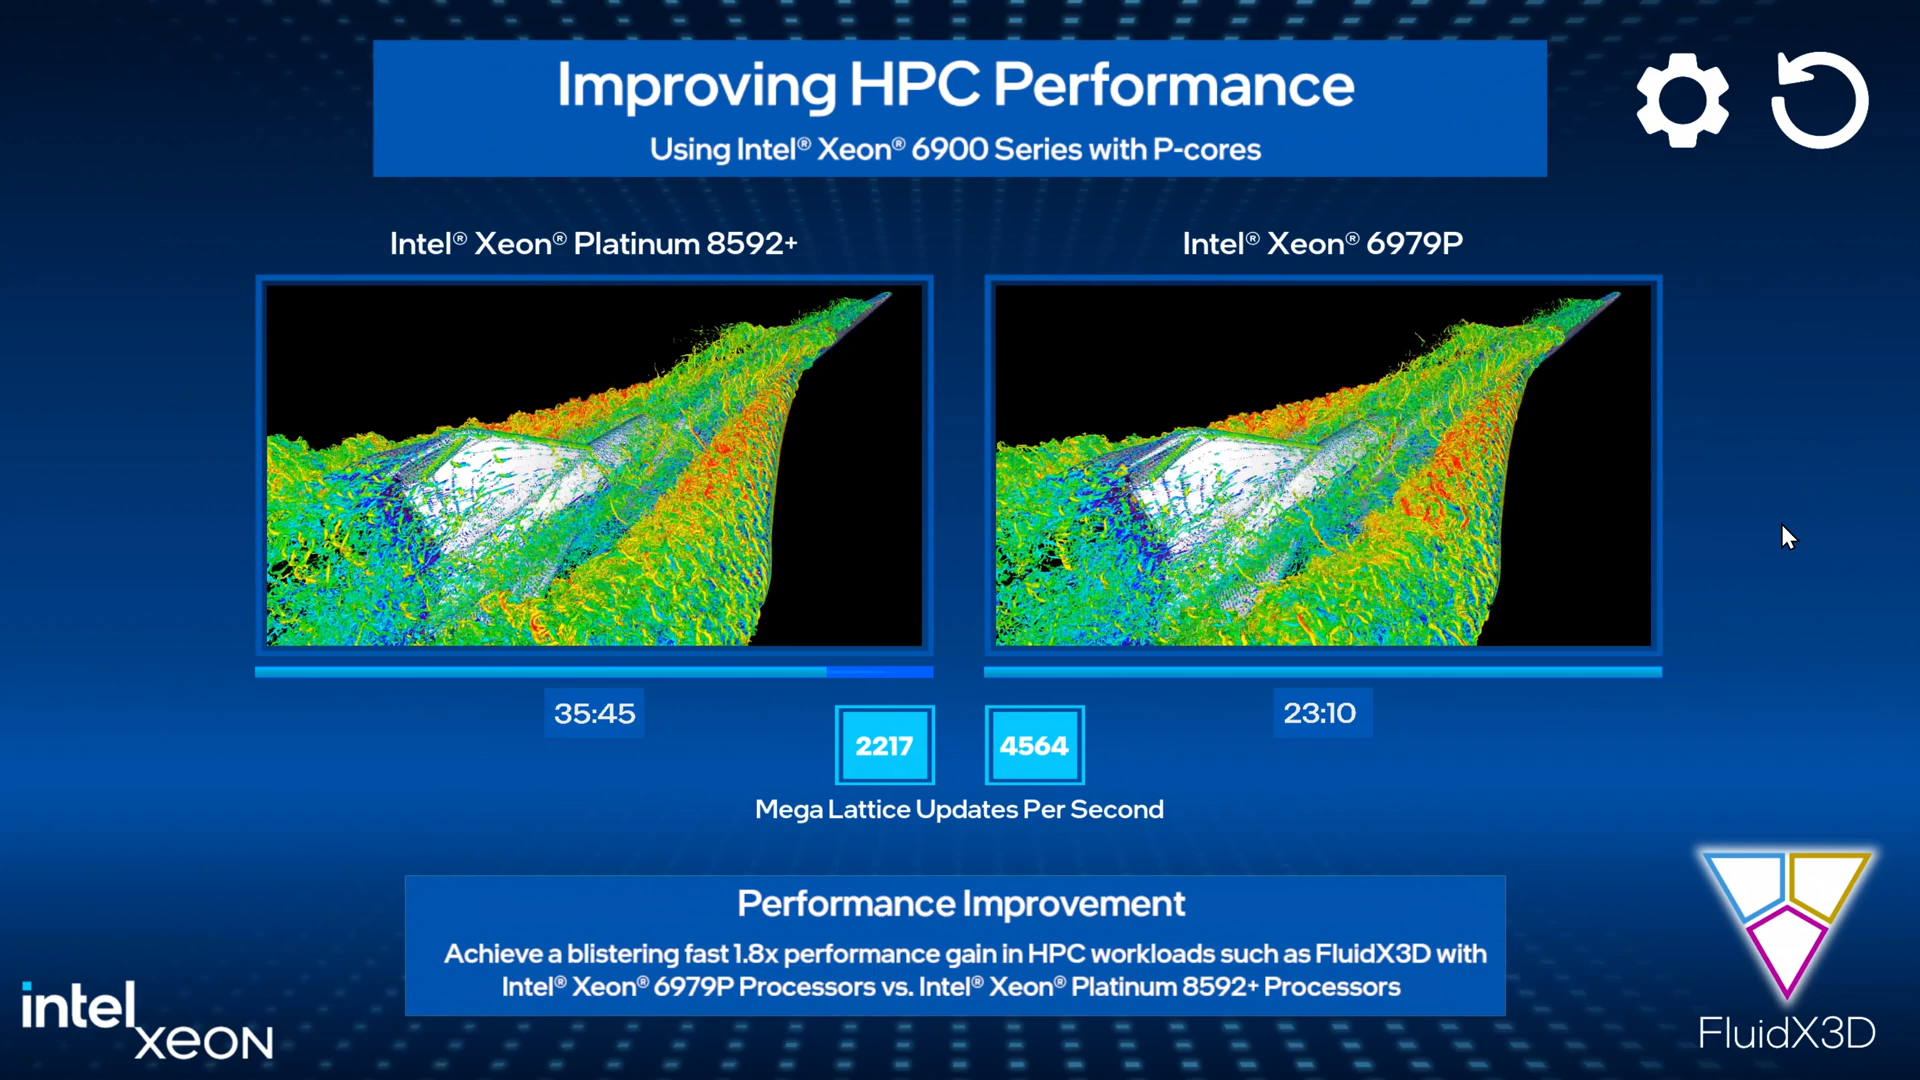 Improving HPC Performance
Using Intel® Xeon® 6900 Series with P-cores
Intel® Xeon® Platinum 8592+
Intel® Xeon® 6979P
35:45
23:10
2217
4564
Mega Lattice Updates Per Second
Performance Improvement
Achieve a blistering fast 1.8x performance gain in HPC workloads such as FluidX3D with
Intel® Xeon® 6979P Processors vs. Intel® Xeon® Platinum 8592+ Processors
intel
xeon
FluidX3D